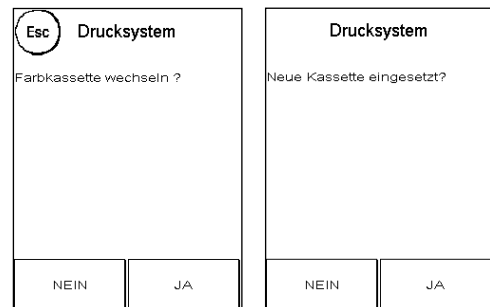 Esc
Drucksystem
Farbkassette wechseln ?
NEIN
JA
Drucksystem
Neue Kassette eingesetzt?
NEIN
JA